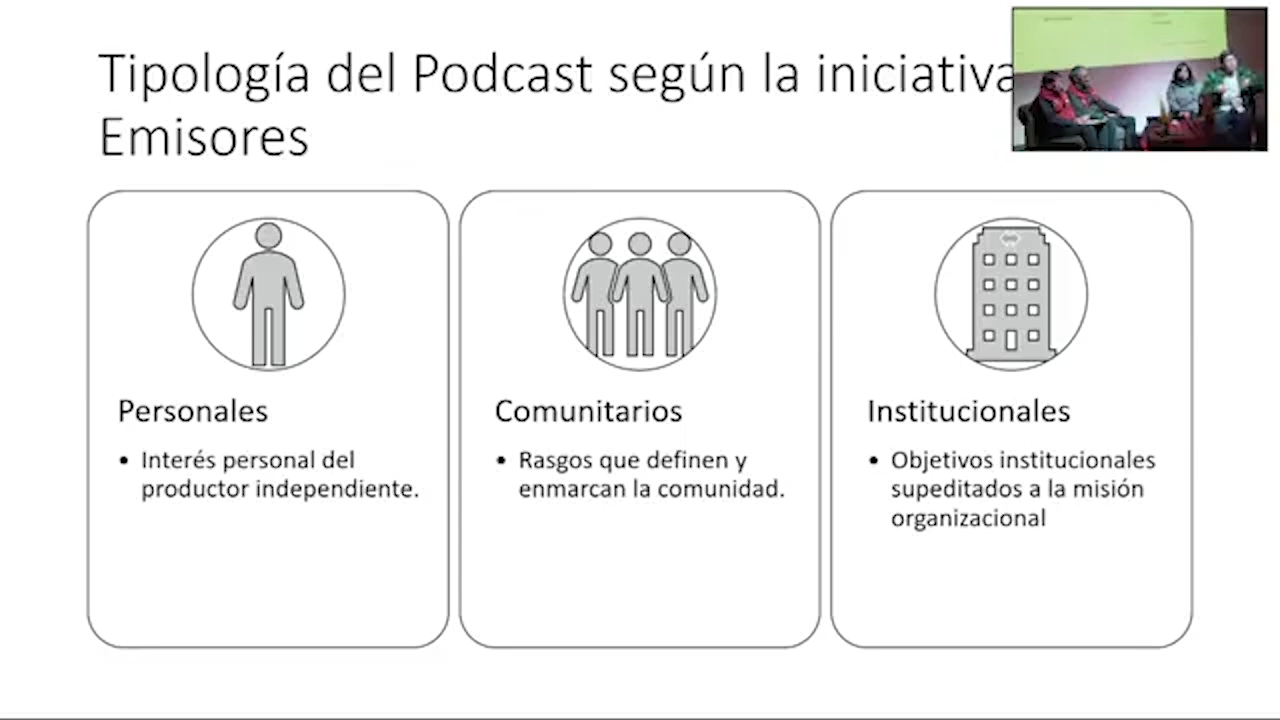 Tipología del Podcast según la iniciativa
Emisores
Personales
• Interés personal del
productor independiente.
Comunitarios
• Rasgos que definen y
enmarcan la comunidad.
Institucionales
• Objetivos institucionales
supeditados a la misión
organizacional